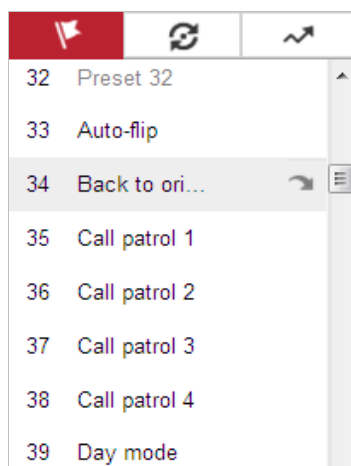 32 Preset 32
33 Auto-flip
34 Back to ori...
35 Call patrol 1
36 Call patrol 2
37 Call patrol 3
38 Call patrol 4
39 Day mode